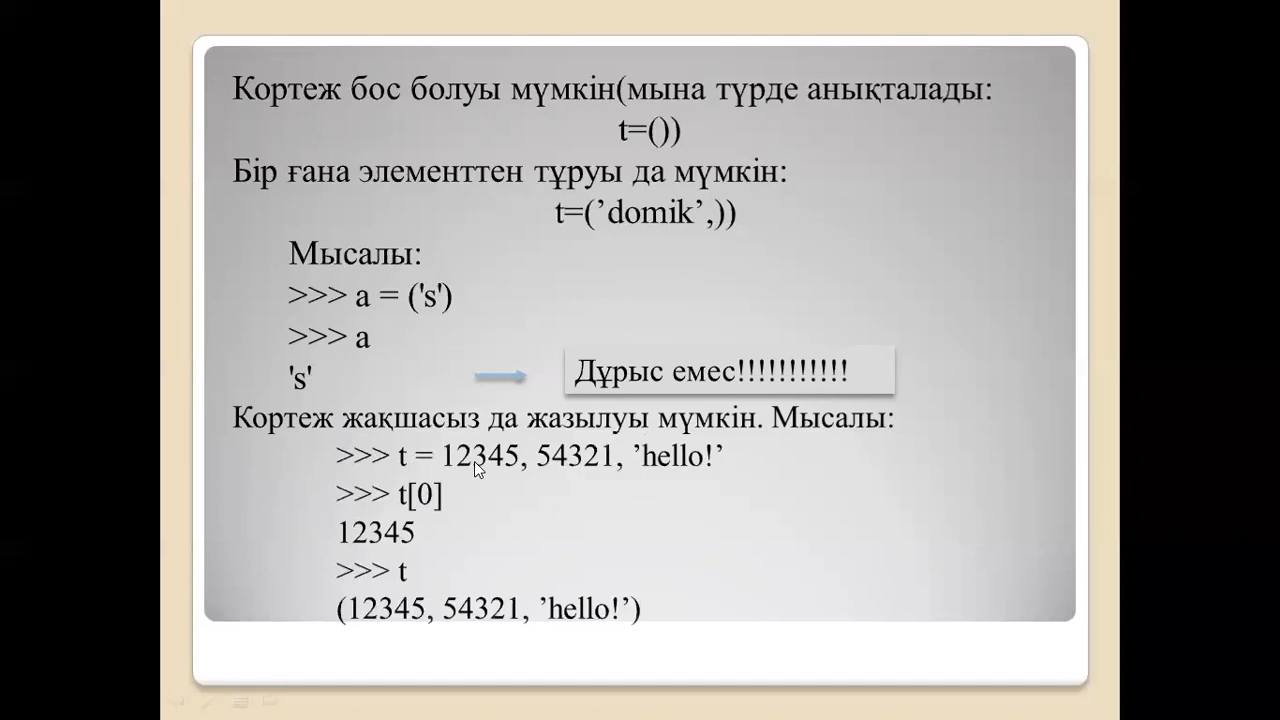 Кортеж бос болуы мүмкін(мына түрде анықталады:
t=())
Бір ғана элементтен тұруы да мүмкін:
t=(’domik’,))
Мысалы:
>>> a = ('s')
>>> a
's'
Дұрыс емес!!!!!!!!!!!
Кортеж жақшасыз да жазылуы мүмкін. Мысалы:
>>> t = 12345, 54321, ’hello!’
>>> t[0]
12345
>>> t
(12345, 54321, ’hello!’)